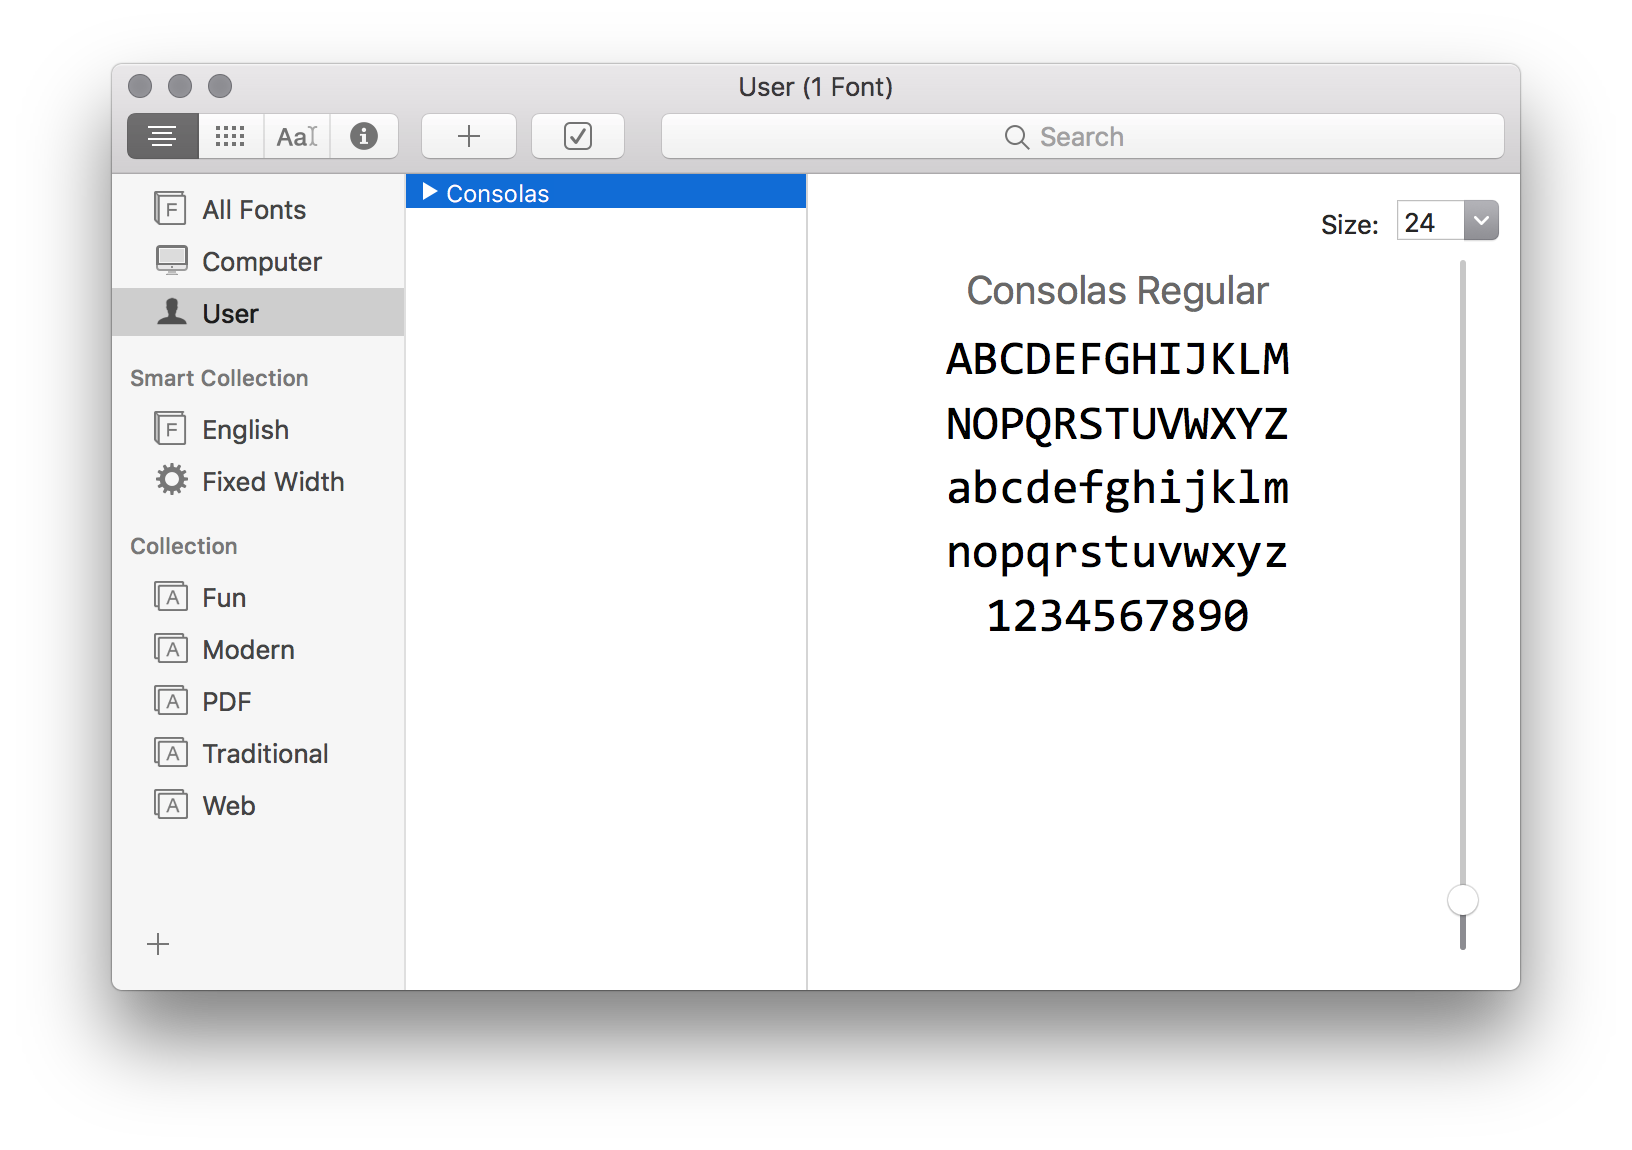 User (1 Font)
Aa
Search
All Fonts
Computer
User
Smart Collection
English
Fixed Width
Collection
Fun
Modern
PDF
Traditional
Web
Consolas
Size: 24
Consolas Regular
ABCDEFGHIJKLM
NOPQRSTUVWXYZ
abcdefghijklm
nopqrstuvwxyz
1234567890